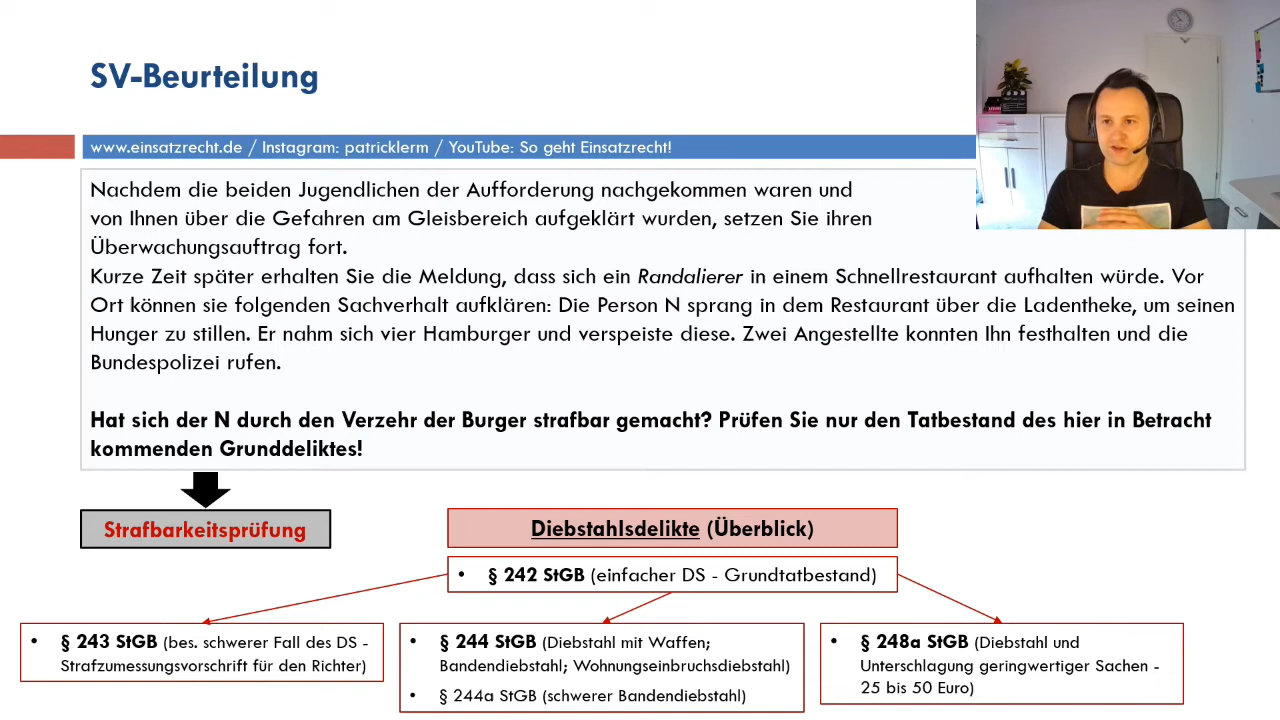 SV-Beurteilung
www.einsatzrecht.de / Instagram: patricklerm / YouTube: So geht Einsatzrecht!
Nachdem die beiden Jugendlichen der Aufforderung nachgekommen waren und
von Ihnen über die Gefahren am Gleisbereich aufgeklärt wurden, setzen Sie ihren
Überwachungsauftrag fort.
Kurze Zeit später erhalten Sie die Meldung, dass sich ein Randalierer in einem Schnellrestaurant aufhalten würde. Vor
Ort können sie folgenden Sachverhalt aufklären: Die Person N sprang in dem Restaurant über die Ladentheke, um seinen
Hunger zu stillen. Er nahm sich vier Hamburger und verspeiste diese. Zwei Angestellte konnten Ihn festhalten und die
Bundespolizei rufen.
Hat sich der N durch den Verzehr der Burger strafbar gemacht? Prüfen Sie nur den Tatbestand des hier in Betracht
kommenden Grunddeliktes!
Strafbarkeitsprüfung
Diebstahlsdelikte (Überblick)
• § 242 StGB (einfacher DS - Grundtatbestand)
• § 243 StGB (bes. schwerer Fall des DS -
Strafzumessungsvorschrift für den Richter)
• § 244 StGB (Diebstahl mit Waffen;
Bandendiebstahl; Wohnungseinbruchsdiebstahl)
• § 244a StGB (schwerer Bandendiebstahl)
• § 248a StGB (Diebstahl und
Unterschlagung geringwertiger Sachen -
25 bis 50 Euro)